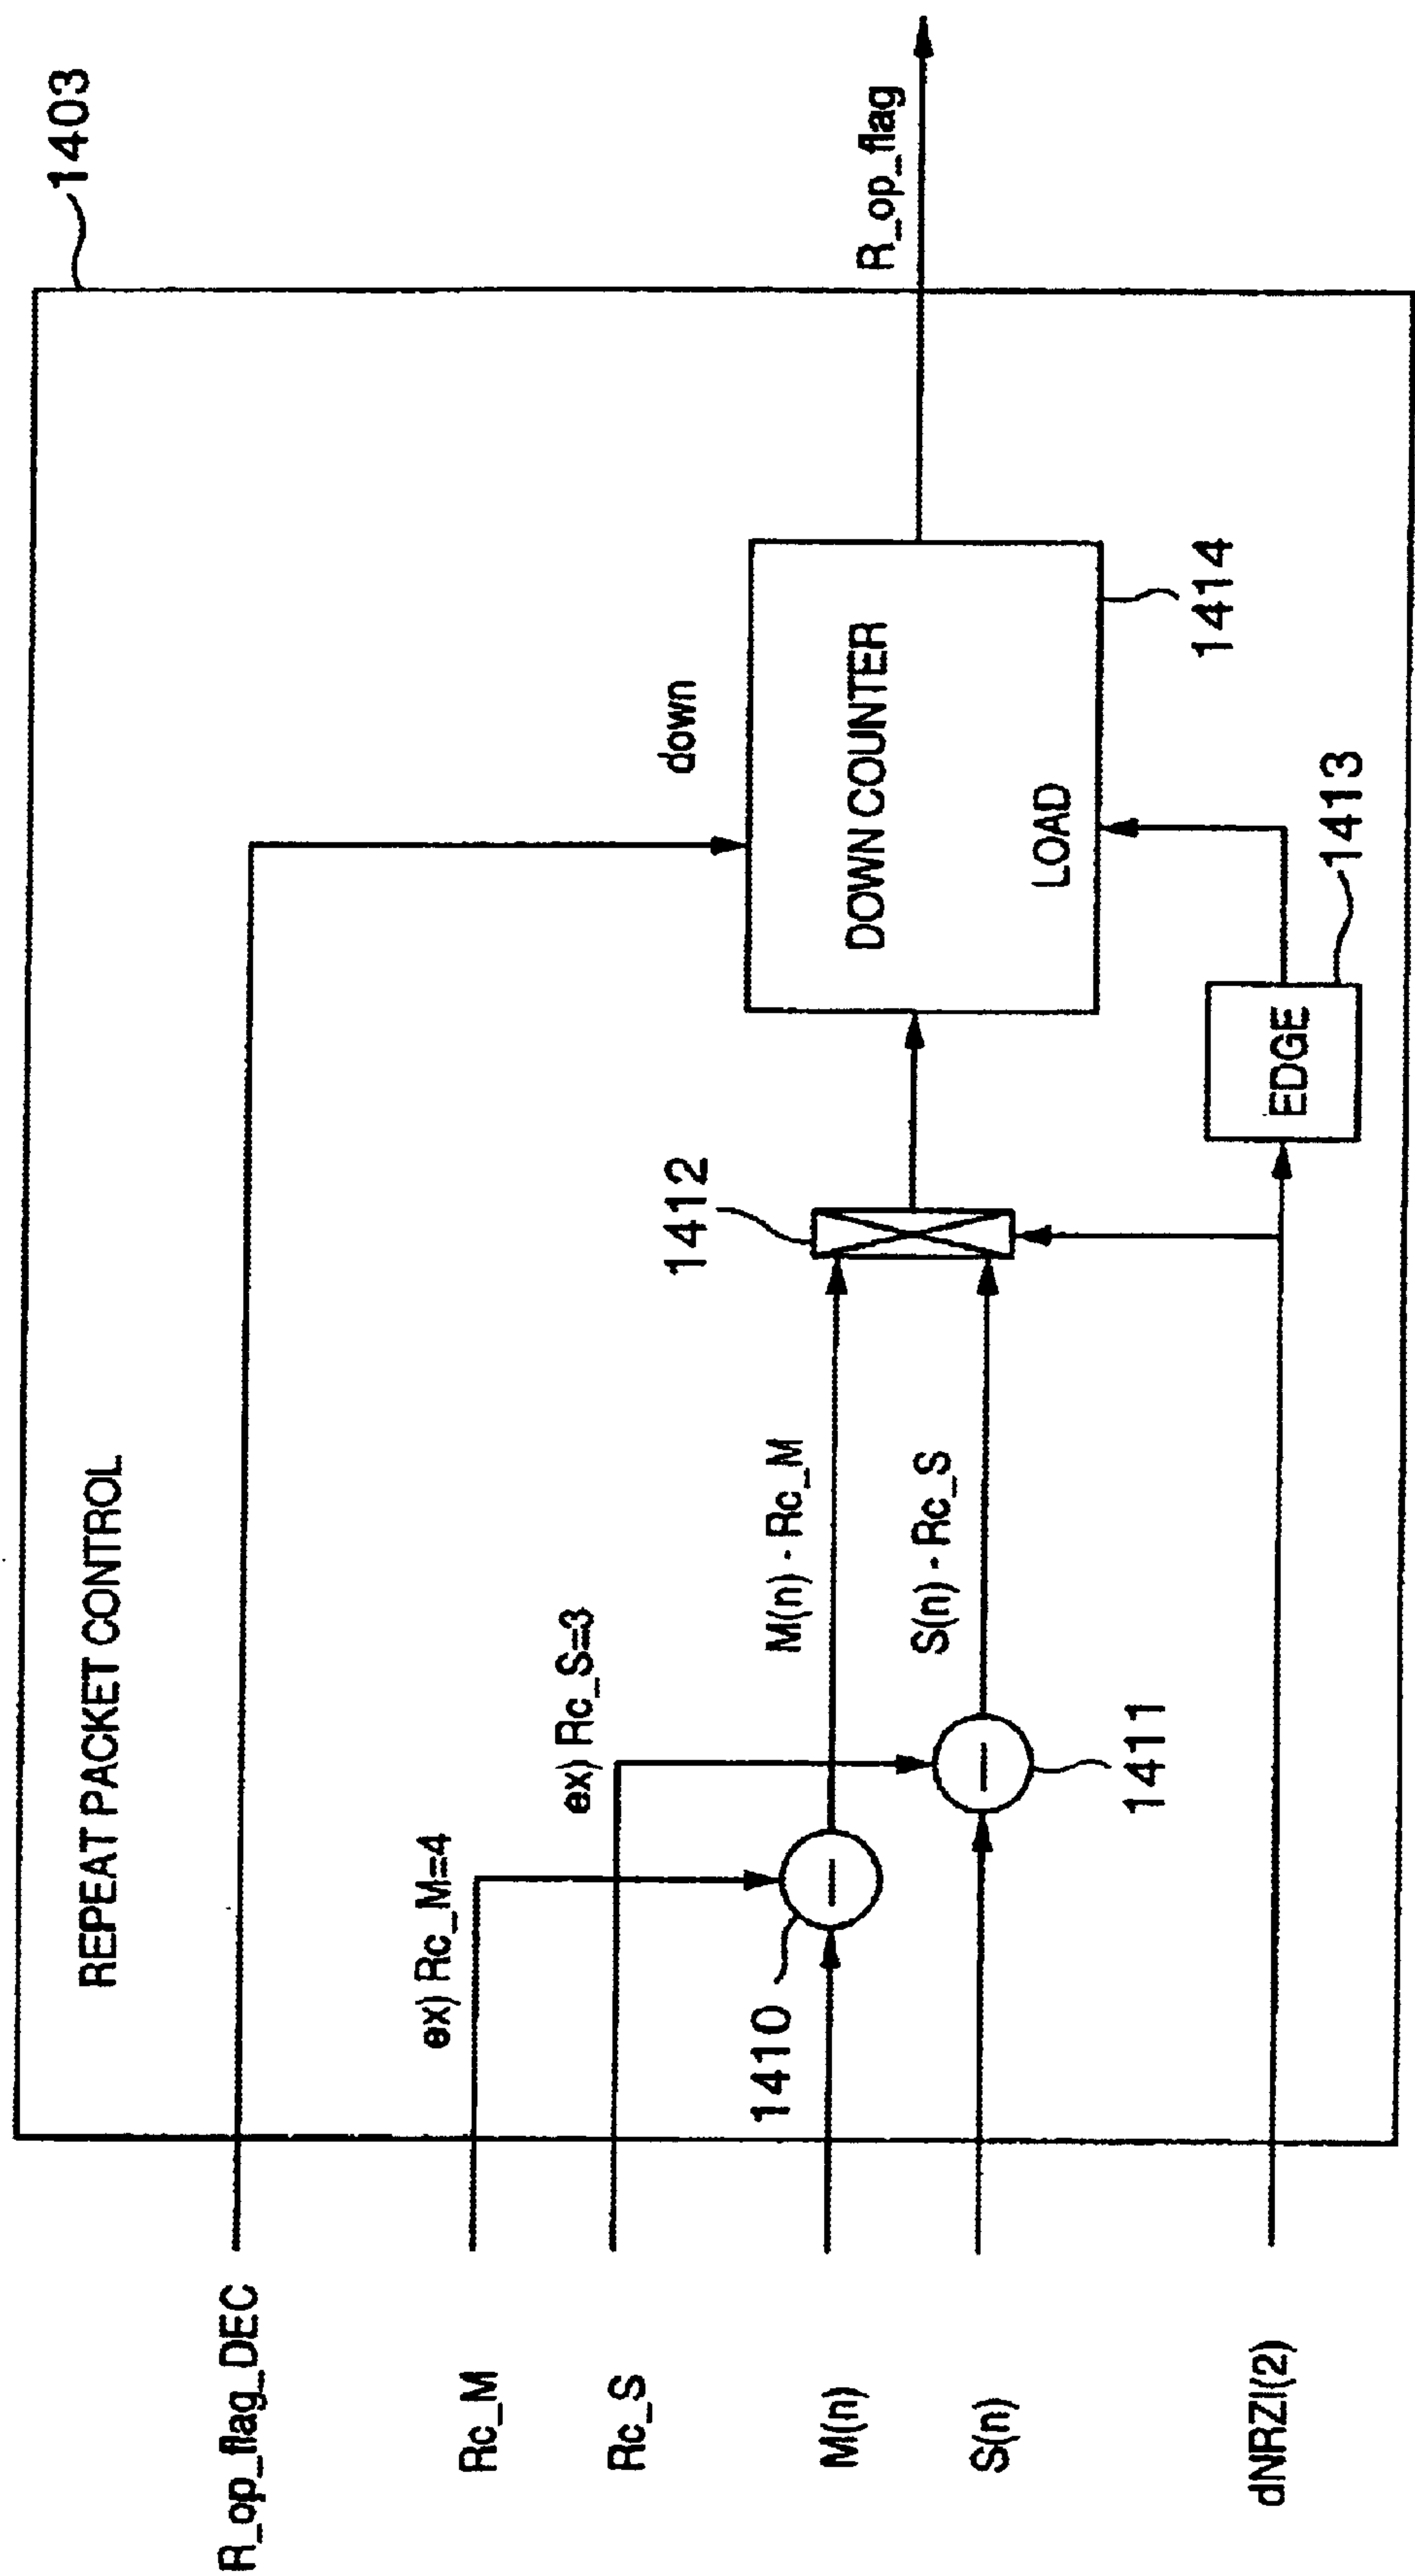 REPEAT PACKET CONTROL
1403
R_op_flag_DEC
Rc_M
ex) Rc_M=4
Rc_S
ex) Rc_S=3
down
M(n)
1410
M(n) - Rc_M
1412
DOWN COUNTER
R_op_flag
S(n)
1411
S(n) - Rc_S
LOAD
1414
dNRZI(2)
EDGE
1413